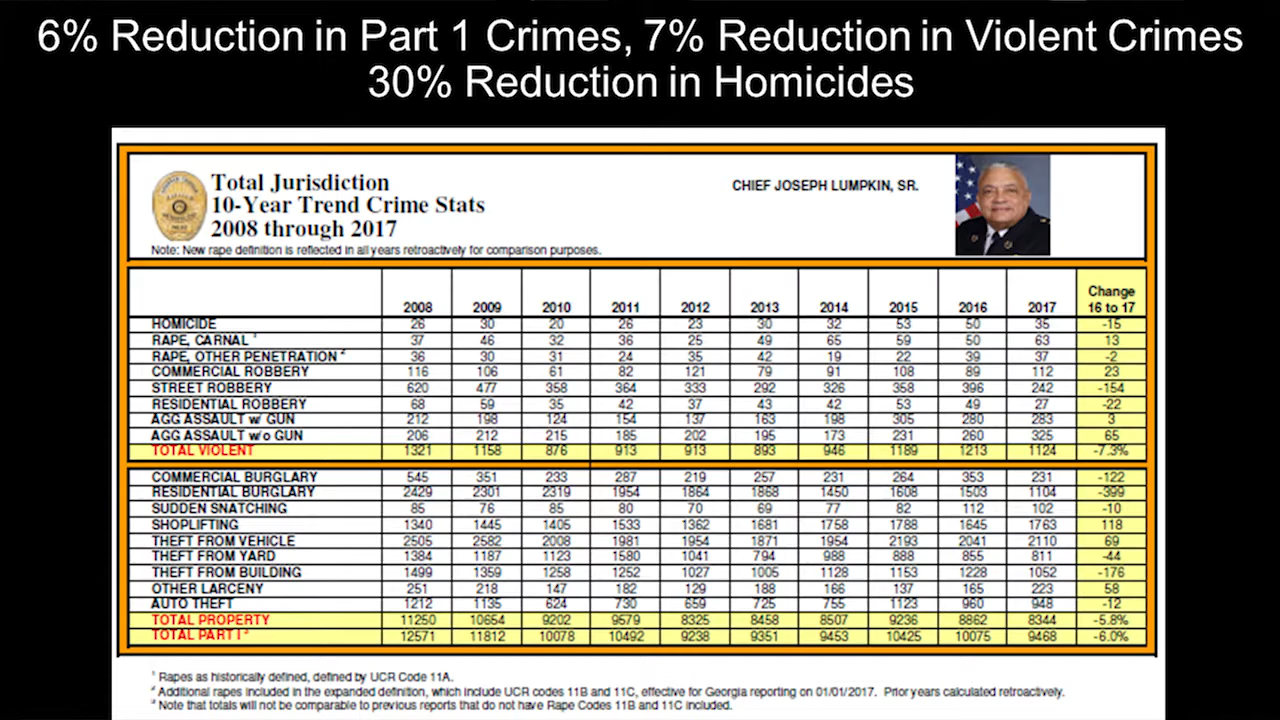 6% Reduction in Part 1 Crimes, 7% Reduction in Violent Crimes
30% Reduction in Homicides
Total Jurisdiction
10-Year Trend Crime Stats
2008 through 2017
CHIEF JOSEPH LUMPKIN, SR.
Note: New rape definition is reflected in all years retroactively for comparison purposes.
2008 2009 2010 2011 2012 2013 2014 2015 2016 2017 Change 16 to 17
HOMICIDE 26 30 20 26 23 30 32 53 50 35 -15
RAPE, CARNAL ¹ 37 46 32 36 25 49 65 59 50 63 13
RAPE, OTHER PENETRATION ² 36 30 31 24 35 42 19 22 39 37 -2
COMMERCIAL ROBBERY 116 106 61 82 121 79 91 108 89 112 23
STREET ROBBERY 620 477 358 364 333 292 326 358 396 242 -154
RESIDENTIAL ROBBERY 68 59 35 42 37 43 42 53 49 27 -22
AGG ASSAULT w/ GUN 212 198 124 154 137 163 198 305 280 283 3
AGG ASSAULT w/o GUN 206 212 215 185 202 195 173 231 260 325 65
TOTAL VIOLENT 1321 1158 876 913 913 893 946 1189 1213 1124 -7.3%
COMMERCIAL BURGLARY 545 351 233 287 219 257 231 264 353 231 -122
RESIDENTIAL BURGLARY 2429 2301 2319 1954 1864 1868 1450 1608 1503 1104 -399
SUDDEN SNATCHING 85 76 85 80 70 69 77 82 112 102 -10
SHOPLIFTING 1340 1445 1405 1533 1362 1681 1758 1788 1645 1763 118
THEFT FROM VEHICLE 2505 2582 2008 1981 1954 1871 1954 2193 2041 2110 69
THEFT FROM YARD 1384 1187 1123 1580 1041 794 988 888 855 811 -44
THEFT FROM BUILDING 1499 1359 1258 1252 1027 1005 1128 1153 1228 1052 -176
OTHER LARCENY 251 218 147 182 129 188 166 137 165 223 58
AUTO THEFT 1212 1135 624 730 659 725 755 1123 960 948 -12
TOTAL PROPERTY 11250 10654 9202 9579 8325 8458 8507 9236 8862 8344 -5.8%
TOTAL PART I ³ 12571 11812 10078 10492 9238 9351 9453 10425 10075 9468 -6.0%
¹ Rapes as historically defined, defined by UCR Code 11A.
² Additional rapes included in the expanded definition, which include UCR codes 11B and 11C, effective for Georgia reporting on 01/01/2017. Prior years calculated retroactively.
³ Note that totals will not be comparable to previous reports that do not have Rape Codes 11B and 11C included.